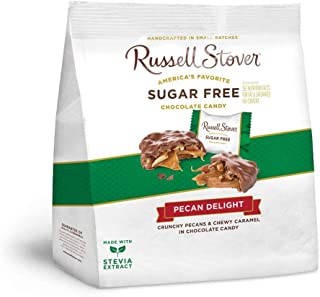 HANDCRAFTED IN SMALL BATCHES
Russell Stover
AMERICA'S FAVORITE
SUGAR FREE
CHOCOLATE CANDY
Russell Stover
SUGAR FREE
PECAN DELIGHT
CRUNCHY PECANS & CHEWY CARAMEL
IN CHOCOLATE CANDY
MADE WITH
STEVIA
EXTRACT